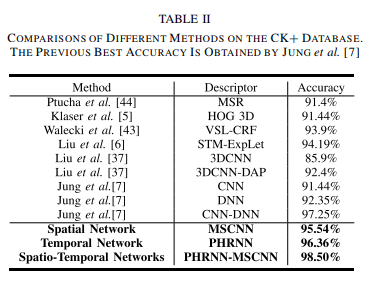 TABLE II
COMPARISONS OF DIFFERENT METHODS ON THE CK+ DATABASE.
THE PREVIOUS BEST ACCURACY IS OBTAINED BY JUNG et al. [7]
Method Descriptor Accuracy
Ptucha et al. [44] MSR 91.4%
Klaser et al. [5] HOG 3D 91.44%
Walecki et al. [43] VSL-CRF 93.9%
Liu et al. [6] STM-ExpLet 94.19%
Liu et al. [37] 3DCNN 85.9%
Liu et al. [37] 3DCNN-DAP 92.4%
Jung et al.[7] CNN 91.44%
Jung et al.[7] DNN 92.35%
Jung et al.[7] CNN-DNN 97.25%
Spatial Network MSCNN 95.54%
Temporal Network PHRNN 96.36%
Spatio-Temporal Networks PHRNN-MSCNN 98.50%